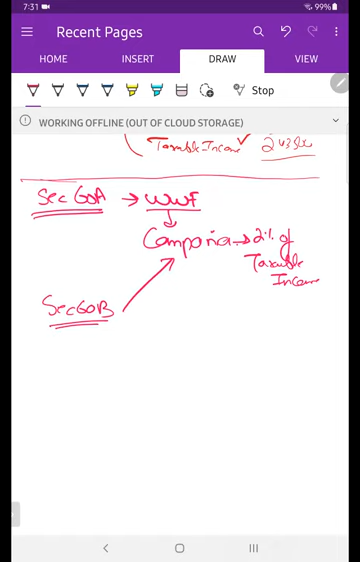 7:31 99%
Recent Pages
HOME INSERT DRAW VIEW
Stop
WORKING OFFLINE (OUT OF CLOUD STORAGE)
Taxable Income
Sec 60A → WWF
Companies → 2% of
Taxable
Income
Sec 60B